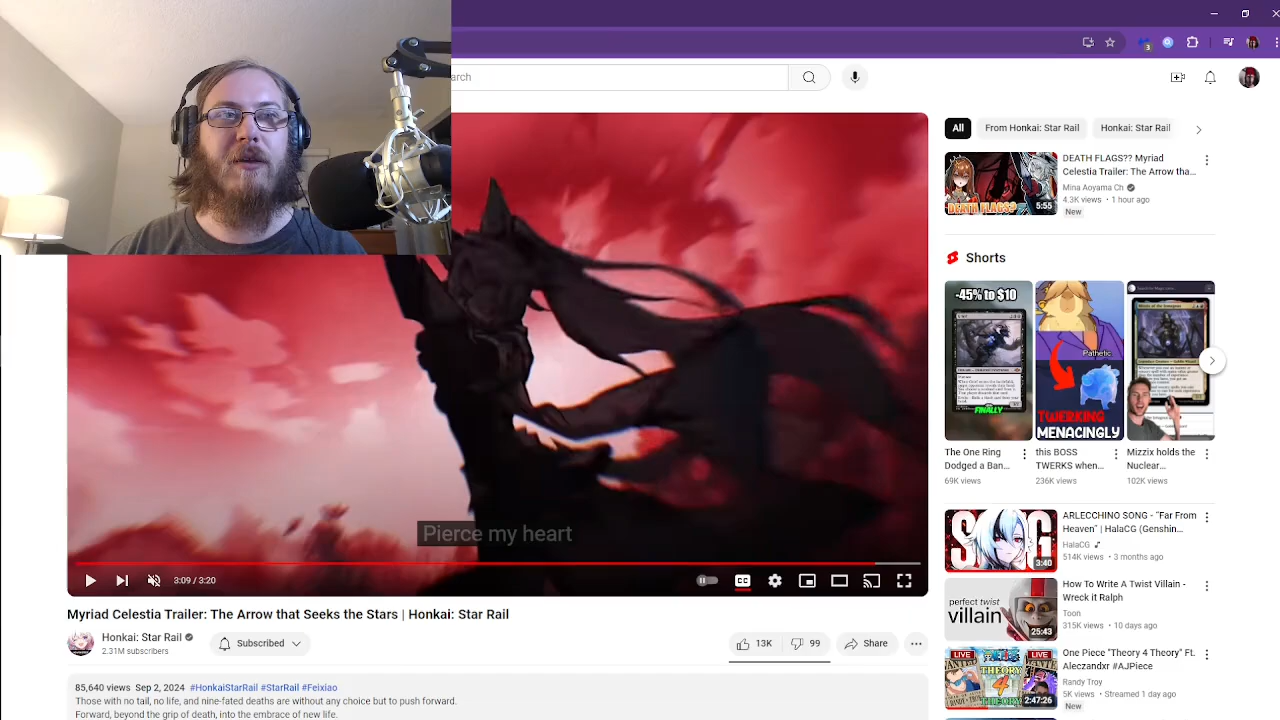 arch
Pierce my heart
3:09 / 3:20
CC
Myriad Celestia Trailer: The Arrow that Seeks the Stars | Honkai: Star Rail
Honkai: Star Rail
2.31M subscribers
Subscribed
13K
99
Share
85,640 views Sep 2, 2024 #HonkaiStarRail #StarRail #Feixiao
Those with no tail, no life, and nine-fated deaths are without any choice but to push forward.
Forward, beyond the grip of death, into the embrace of new life.
3
All
From Honkai: Star Rail
Honkai: Star Rail
DEATH FLAGS?
5:55
DEATH FLAGS?? Myriad
Celestia Trailer: The Arrow tha...
Mina Aoyama Ch
4.3K views • 1 hour ago
New
Shorts
-45% to $10
FINALLY
The One Ring
Dodged a Ban...
69K views
Pathetic
TWERKING
MENACINGLY
this BOSS
TWERKS when...
236K views
Mizzix holds the
Nuclear...
102K views
SONG
3:40
ARLECCHINO SONG - "Far From
Heaven" | HalaCG (Genshin...
HalaCG
514K views • 3 months ago
perfect twist
villain
25:43
How To Write A Twist Villain -
Wreck it Ralph
Toon
315K views • 10 days ago
LIVE
LIVE
THEORY
4
THEORY
2:47:26
One Piece "Theory 4 Theory" Ft.
Aleczandxr #AJPiece
Randy Troy
5K views • Streamed 1 day ago
New